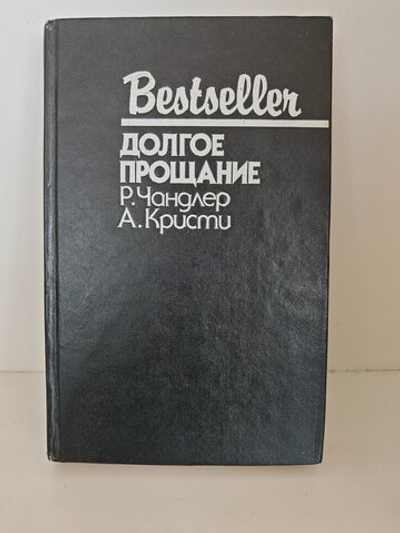 Bestseller
ДОЛГОЕ
ПРОЩАНИЕ
Р. Чандлер
А. Кристи